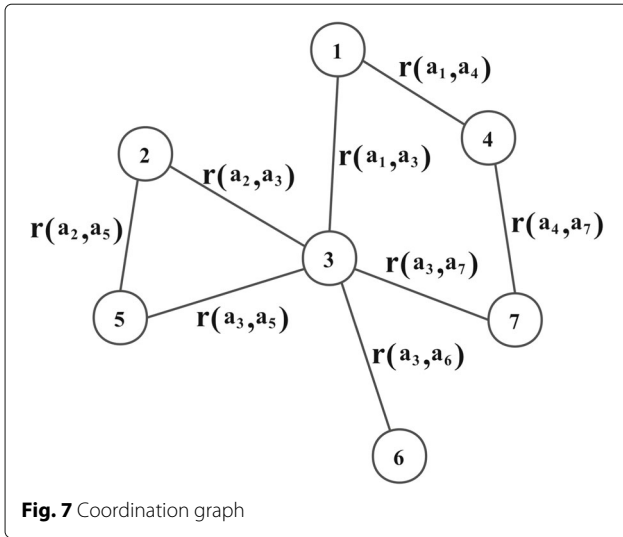 1
r(a₁,a₄)
4
2
r(a₁,a₃)
r(a₂,a₃)
r(a₂,a₅)
r(a₄,a₇)
3
r(a₃,a₇)
5
r(a₃,a₅)
7
r(a₃,a₆)
6
Fig. 7 Coordination graph